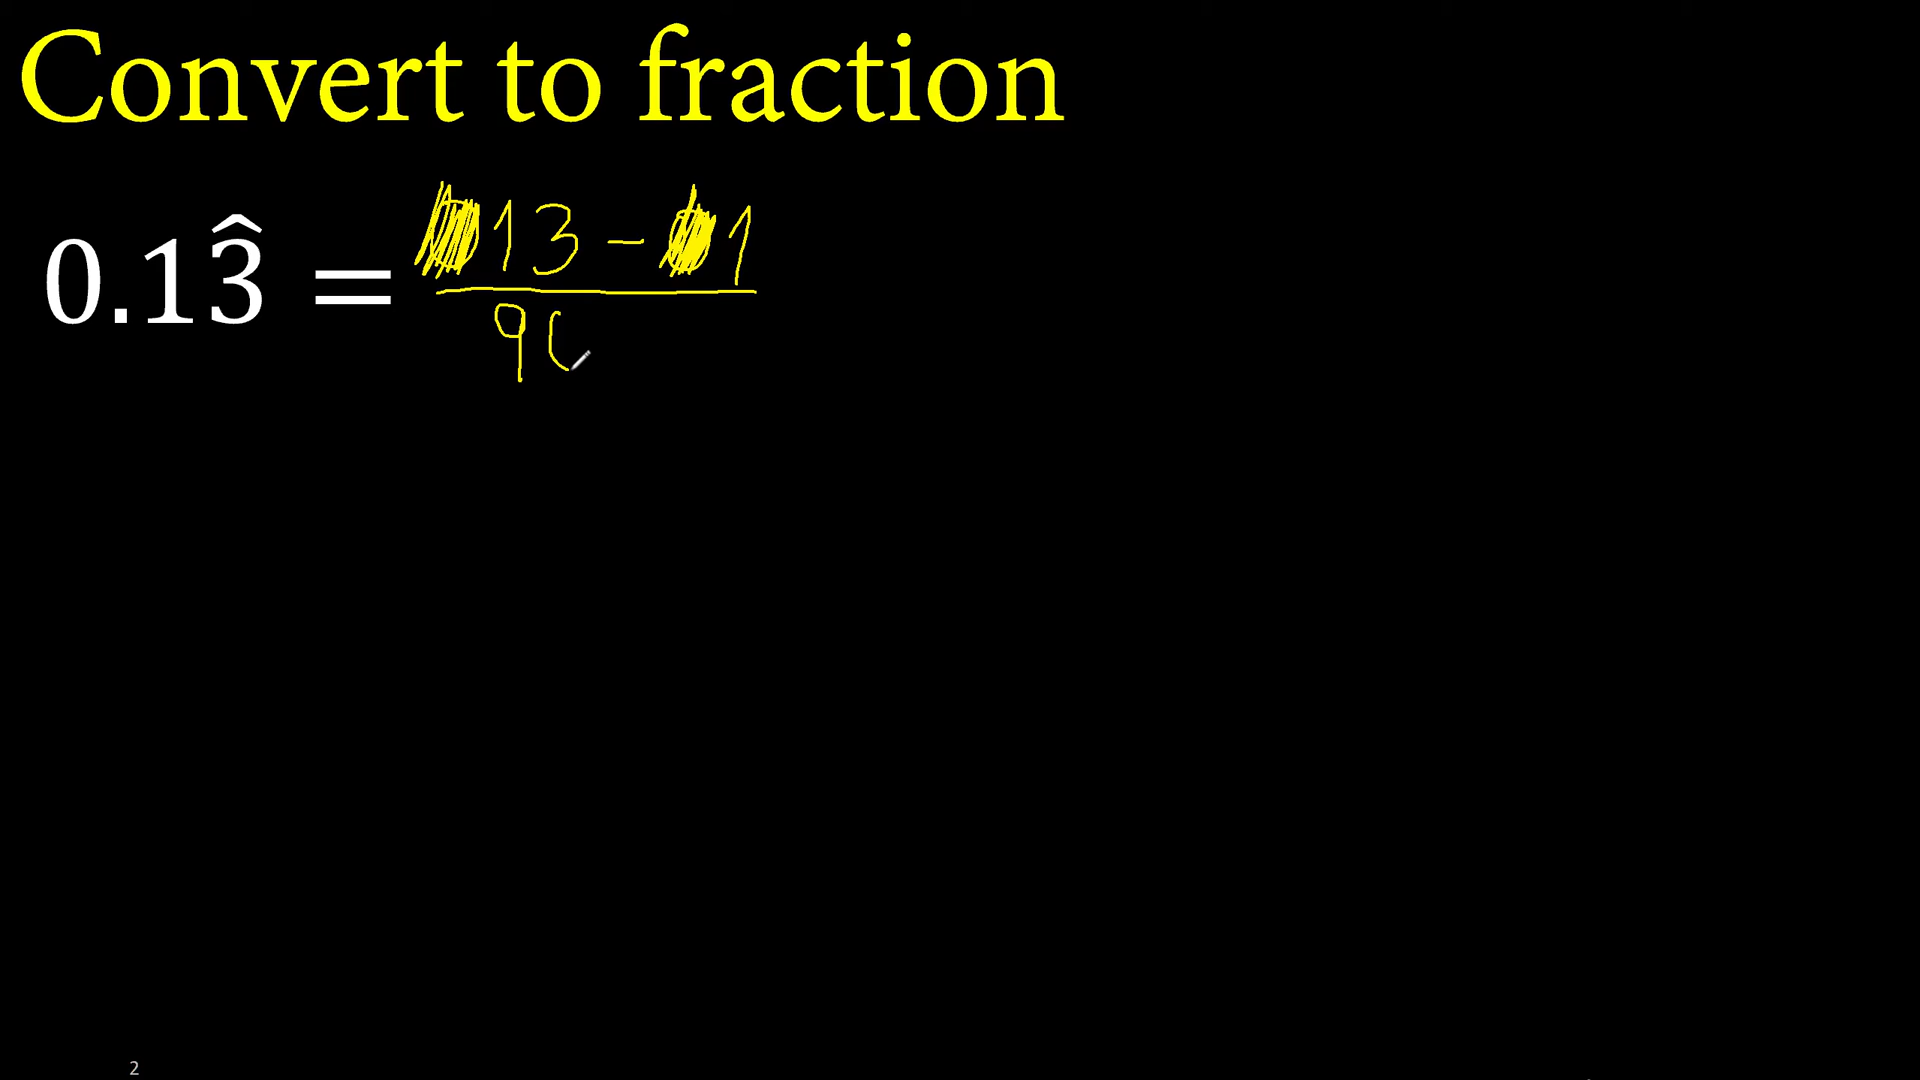 Convert to fraction
0.13̂ = 13 - 1
90
2